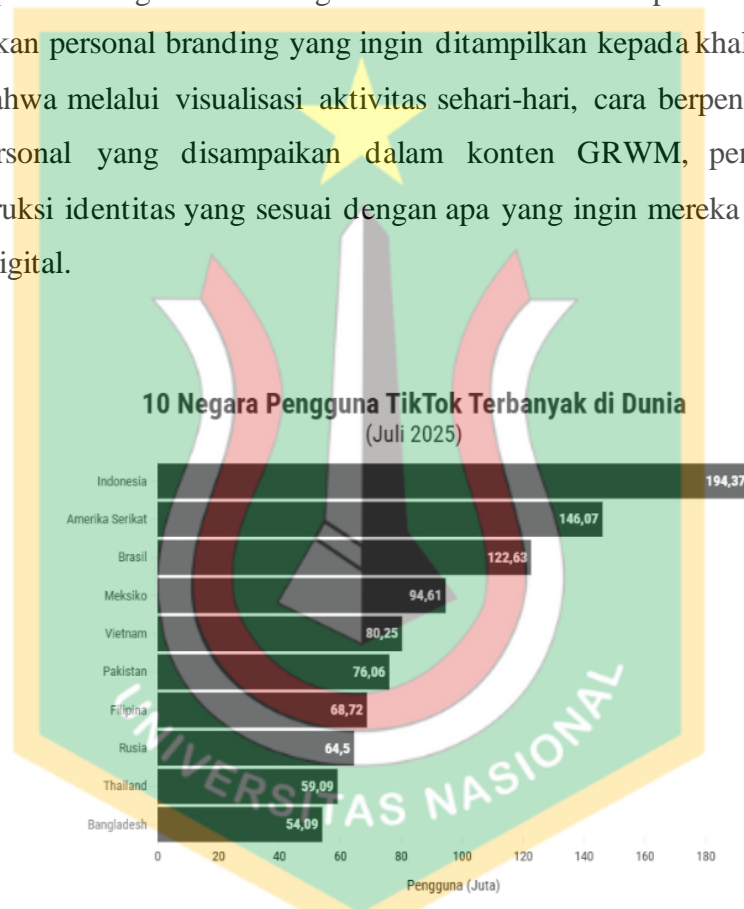 kan personal branding yang ingin ditampilkan kepada khal
ahwa melalui visualisasi aktivitas sehari-hari, cara berpen
rsonal yang disampaikan dalam konten GRWM, per
ruksi identitas yang sesuai dengan apa yang ingin mereka
igital.
10 Negara Pengguna TikTok Terbanyak di Dunia
(Juli 2025)
Indonesia 194,37
Amerika Serikat 146,07
Brasil 122,63
Meksiko 94,61
Vietnam 80,25
Pakistan 76,06
Filipina 68,72
Rusia 64,5
Thailand 59,09
Bangladesh 54,09
0 20 40 60 80 100 120 140 160 180
Pengguna (Juta)
UNIVERSITAS NASIONAL